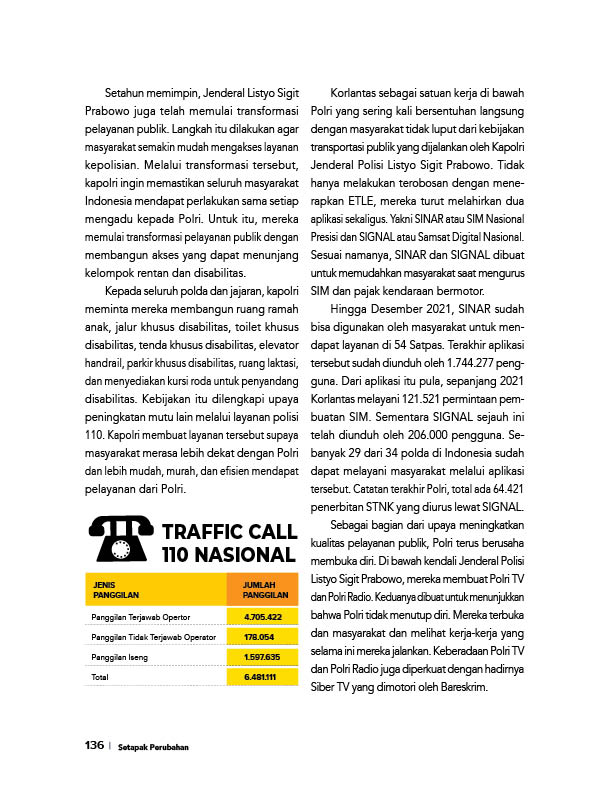 Setahun memimpin, Jenderal Listyo Sigit
Prabowo juga telah memulai transformasi
pelayanan publik. Langkah itu dilakukan agar
masyarakat semakin mudah mengakses layanan
kepolisian. Melalui transformasi tersebut,
kapolri ingin memastikan seluruh masyarakat
Indonesia mendapat perlakuan sama setiap
mengadu kepada Polri. Untuk itu, mereka
memulai transformasi pelayanan publik dengan
membangun akses yang dapat menunjang
kelompok rentan dan disabilitas.
Kepada seluruh polda dan jajaran, kapolri
meminta mereka membangun ruang ramah
anak, jalur khusus disabilitas, toilet khusus
disabilitas, tenda khusus disabilitas, elevator
handrail, parkir khusus disabilitas, ruang laktasi,
dan menyediakan kursi roda untuk penyandang
disabilitas. Kebijakan itu dilengkapi upaya
peningkatan mutu lain melalui layanan polisi
110. Kapolri membuat layanan tersebut supaya
masyarakat merasa lebih dekat dengan Polri
dan lebih mudah, murah, dan efisien mendapat
pelayanan dari Polri.
TRAFFIC CALL
110 NASIONAL
JENIS PANGGILAN JUMLAH PANGGILAN
Panggilan Terjawab Opertor 4.705.422
Panggilan Tidak Terjawab Operator 178.054
Panggilan Iseng 1.597.635
Total 6.481.111
Korlantas sebagai satuan kerja di bawah
Polri yang sering kali bersentuhan langsung
dengan masyarakat tidak luput dari kebijakan
transportasi publik yang dijalankan oleh Kapolri
Jenderal Polisi Listyo Sigit Prabowo. Tidak
hanya melakukan terobosan dengan mene-
rapkan ETLE, mereka turut melahirkan dua
aplikasi sekaligus. Yakni SINAR atau SIM Nasional
Presisi dan SIGNAL atau Samsat Digital Nasional.
Sesuai namanya, SINAR dan SIGNAL dibuat
untuk memudahkan masyarakat saat mengurus
SIM dan pajak kendaraan bermotor.
Hingga Desember 2021, SINAR sudah
bisa digunakan oleh masyarakat untuk men-
dapat layanan di 54 Satpas. Terakhir aplikasi
tersebut sudah diunduh oleh 1.744.277 peng-
guna. Dari aplikasi itu pula, sepanjang 2021
Korlantas melayani 121.521 permintaan pem-
buatan SIM. Sementara SIGNAL sejauh ini
telah diunduh oleh 206.000 pengguna. Se-
banyak 29 dari 34 polda di Indonesia sudah
dapat melayani masyarakat melalui aplikasi
tersebut. Catatan terakhir Polri, total ada 64.421
penerbitan STNK yang diurus lewat SIGNAL.
Sebagai bagian dari upaya meningkatkan
kualitas pelayanan publik, Polri terus berusaha
membuka diri. Di bawah kendali Jenderal Polisi
Listyo Sigit Prabowo, mereka membuat Polri TV
dan Polri Radio. Keduanya dibuat untuk menunjukkan
bahwa Polri tidak menutup diri. Mereka terbuka
dan masyarakat dan melihat kerja-kerja yang
selama ini mereka jalankan. Keberadaan Polri TV
dan Polri Radio juga diperkuat dengan hadirnya
Siber TV yang dimotori oleh Bareskrim.
136 | Setapak Perubahan